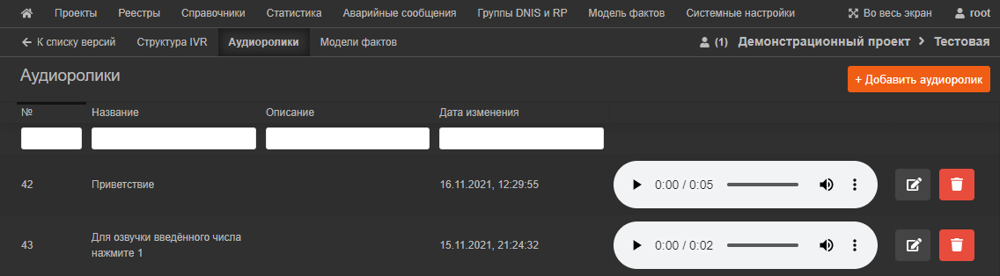 Проекты Реестры Справочники Статистика Аварийные сообщения Группы DNIS и RP Модель фактов Системные настройки Во весь экран root
К списку версий Структура IVR Аудиоролики Модели фактов (1) Демонстрационный проект Тестовая
Аудиоролики + Добавить аудиоролик
№ Название Описание Дата изменения
42 Приветствие 16.11.2021, 12:29:55 0:00 / 0:05
43 Для озвучки введённого числа 15.11.2021, 21:24:32 0:00 / 0:02
нажмите 1